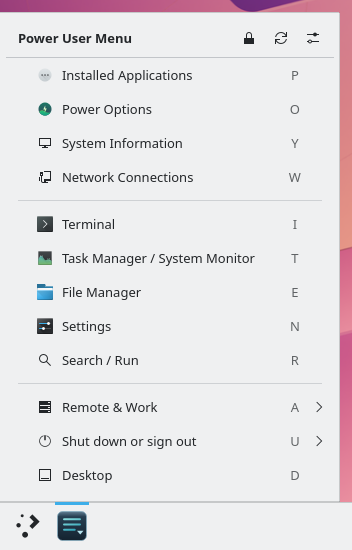 Power User Menu
Installed Applications P
Power Options O
System Information Y
Network Connections W
Terminal I
Task Manager / System Monitor T
File Manager E
Settings N
Search / Run R
Remote & Work A
Shut down or sign out U
Desktop D